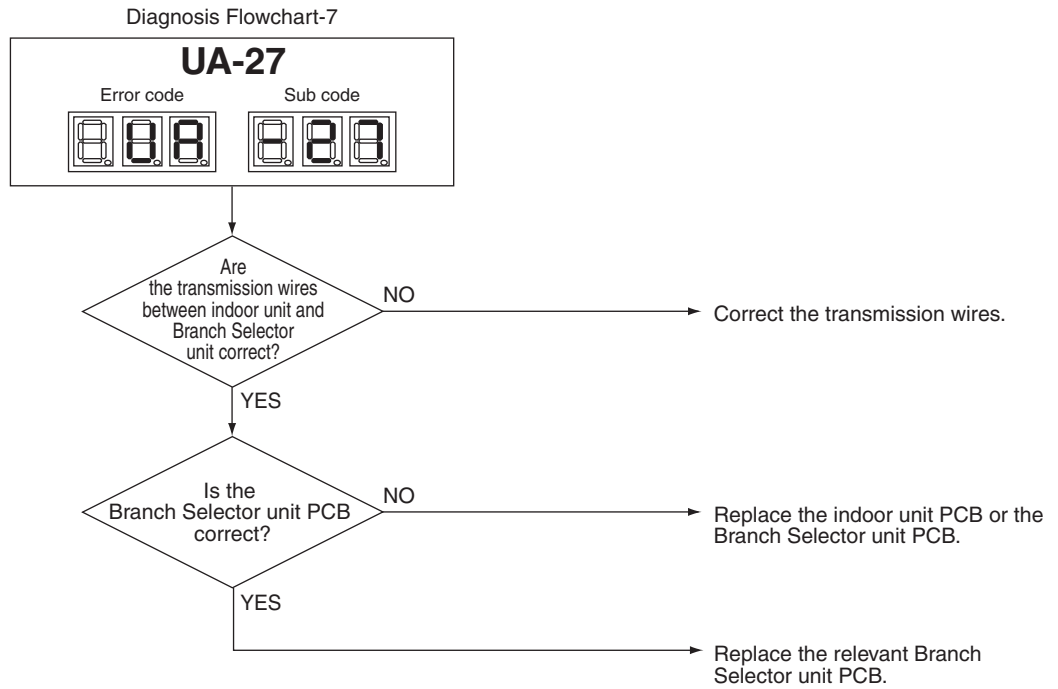 Diagnosis Flowchart-7
UA-27
Error code
Sub code
UA
-27
Are
the transmission wires
between indoor unit and
Branch Selector
unit correct?
NO
Correct the transmission wires.
YES
Is the
Branch Selector unit PCB
correct?
NO
Replace the indoor unit PCB or the
Branch Selector unit PCB.
YES
Replace the relevant Branch
Selector unit PCB.